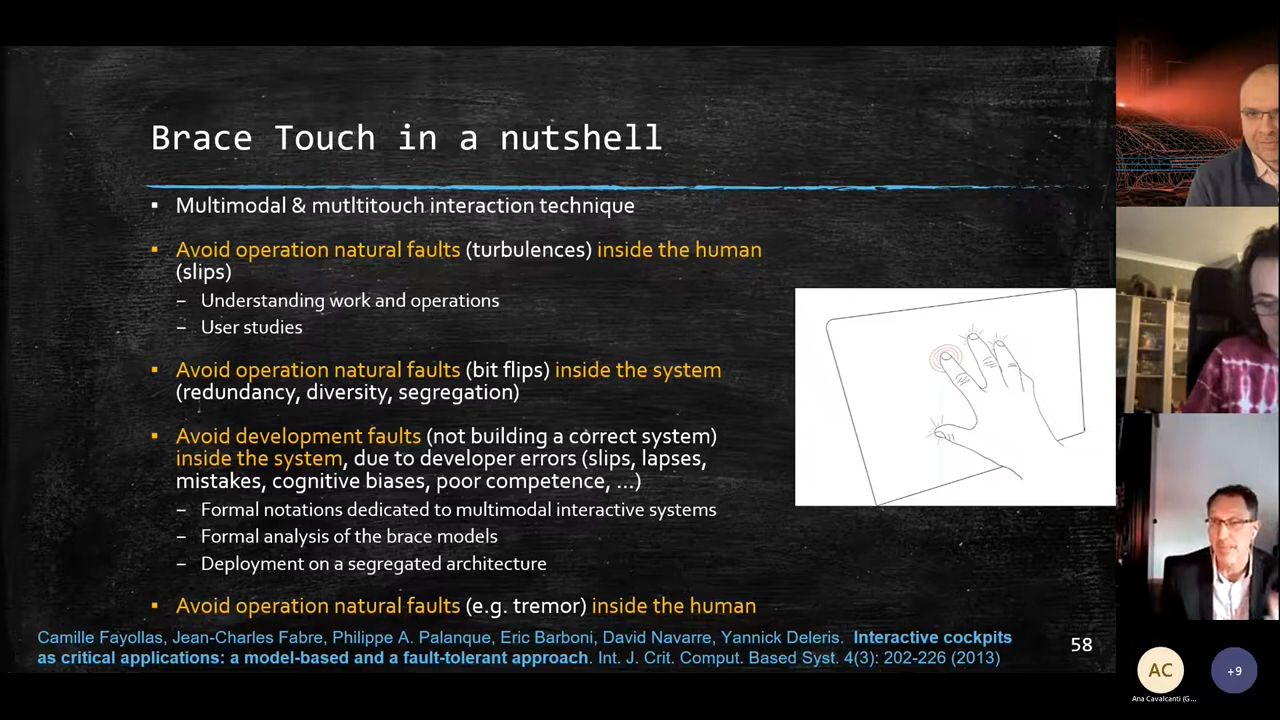 Brace Touch in a nutshell
▪ Multimodal & mutltitouch interaction technique
▪ Avoid operation natural faults (turbulences) inside the human
(slips)
– Understanding work and operations
– User studies
▪ Avoid operation natural faults (bit flips) inside the system
(redundancy, diversity, segregation)
▪ Avoid development faults (not building a correct system)
inside the system, due to developer errors (slips, lapses,
mistakes, cognitive biases, poor competence, ...)
– Formal notations dedicated to multimodal interactive systems
– Formal analysis of the brace models
– Deployment on a segregated architecture
▪ Avoid operation natural faults (e.g. tremor) inside the human
Camille Fayollas, Jean-Charles Fabre, Philippe A. Palanque, Eric Barboni, David Navarre, Yannick Deleris. Interactive cockpits
as critical applications: a model-based and a fault-tolerant approach. Int. J. Crit. Comput. Based Syst. 4(3): 202-226 (2013)
58
AC
+9
Ana Cavalcanti (G...